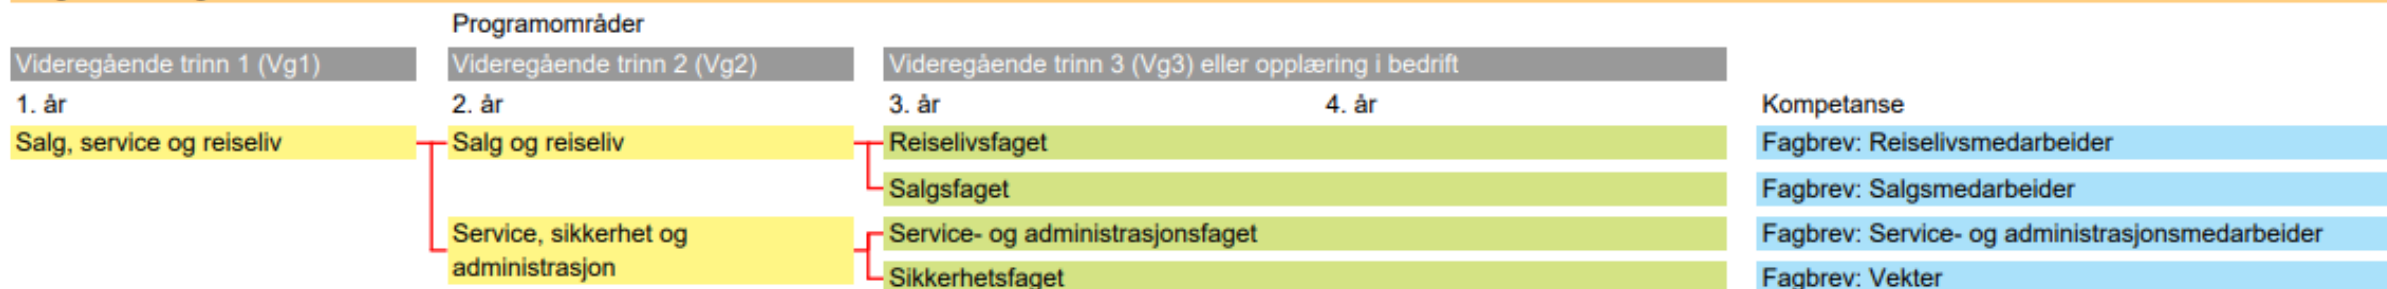 Programområder
Videregående trinn 1 (Vg1) Videregående trinn 2 (Vg2) Videregående trinn 3 (Vg3) eller opplæring i bedrift
1. år 2. år 3. år 4. år Kompetanse
Salg, service og reiseliv Salg og reiseliv Reiselivsfaget Fagbrev: Reiselivsmedarbeider
Salgsfaget Fagbrev: Salgsmedarbeider
Service, sikkerhet og Service- og administrasjonsfaget Fagbrev: Service- og administrasjonsmedarbeider
administrasjon Sikkerhetsfaget Fagbrev: Vekter